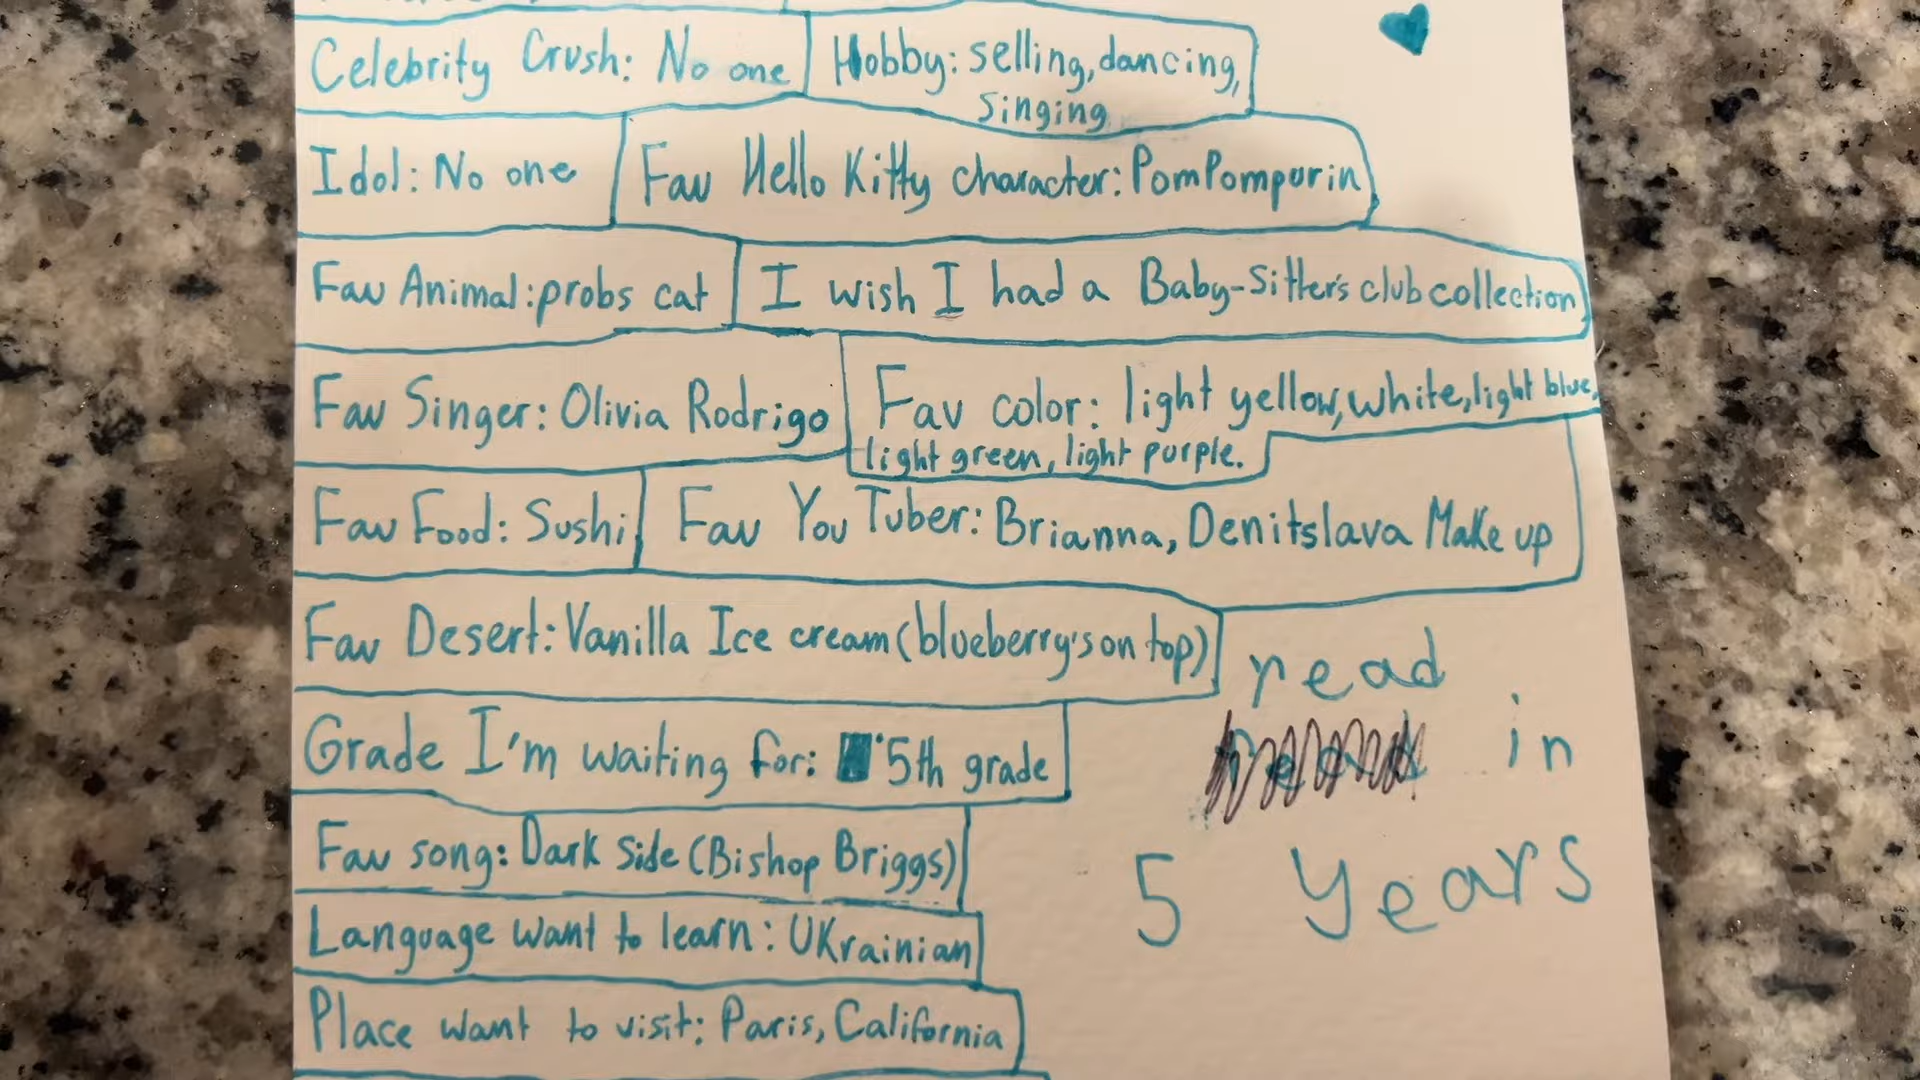 Celebrity Crush: No one
Hobby: selling, dancing,
singing
Idol: No one
Fav Hello Kitty character: PomPompurin
Fav Animal: probs cat
I wish I had a Baby-Sitter's club collection
Fav Singer: Olivia Rodrigo
Fav color: light yellow, white, light blue,
light green, light purple.
Fav Food: Sushi
Fav YouTuber: Brianna, Denitslava Make up
Fav Desert: Vanilla Ice cream (blueberry's on top)
Grade I'm waiting for: 5th grade
Fav song: Dark Side (Bishop Briggs)
Language want to learn: Ukrainian
Place want to visit: Paris, California
read
in
5 years